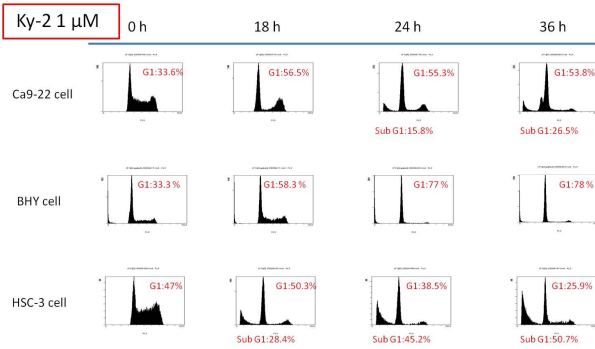 Ky-2 1 μM
0 h 18 h 24 h 36 h
Ca9-22 cell
G1:33.6% G1:56.5% G1:55.3% G1:53.8%
Sub G1:15.8% Sub G1:26.5%
BHY cell
G1:33.3 % G1:58.3 % G1:77 % G1:78 %
HSC-3 cell
G1:47% G1:50.3% G1:38.5% G1:25.9%
Sub G1:28.4% Sub G1:45.2% Sub G1:50.7%